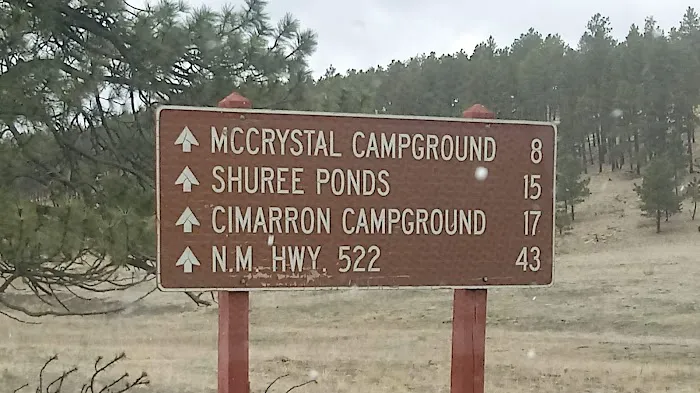 ↑ MCCRYSTAL CAMPGROUND 8
↑ SHUREE PONDS 15
↑ CIMARRON CAMPGROUND 17
↑ N.M. HWY. 522 43